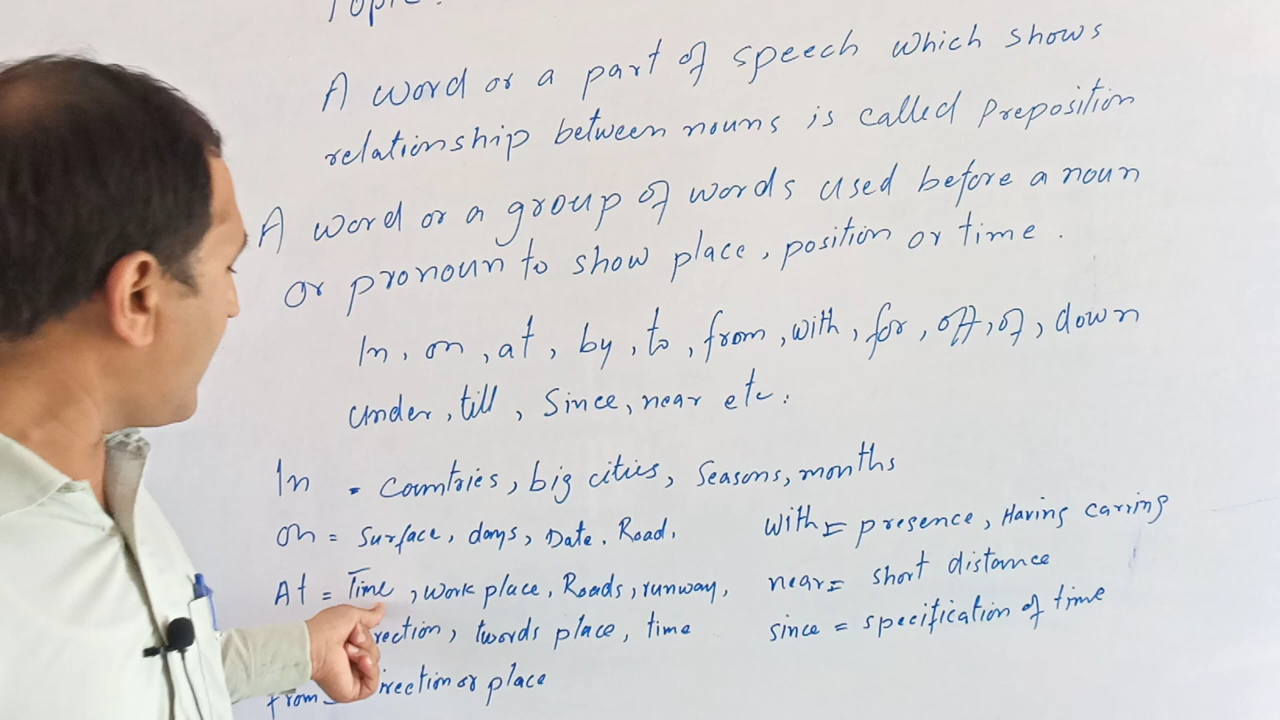 Topic:
A word or a part of speech which shows
relationship between nouns is called Preposition
A word or a group of words used before a noun
or pronoun to show place, position or time.
In, on, at, by, to, from, with, for, off, of, down
under, till, Since, near etc.
In = Countries, big cities, Seasons, months
On = Surface, days, Date, Road.
At = Time, work place, Roads, runway,
rection, twords place, time
from = irection or place
with = presence, Having carring
near = short distance
since = specification of time